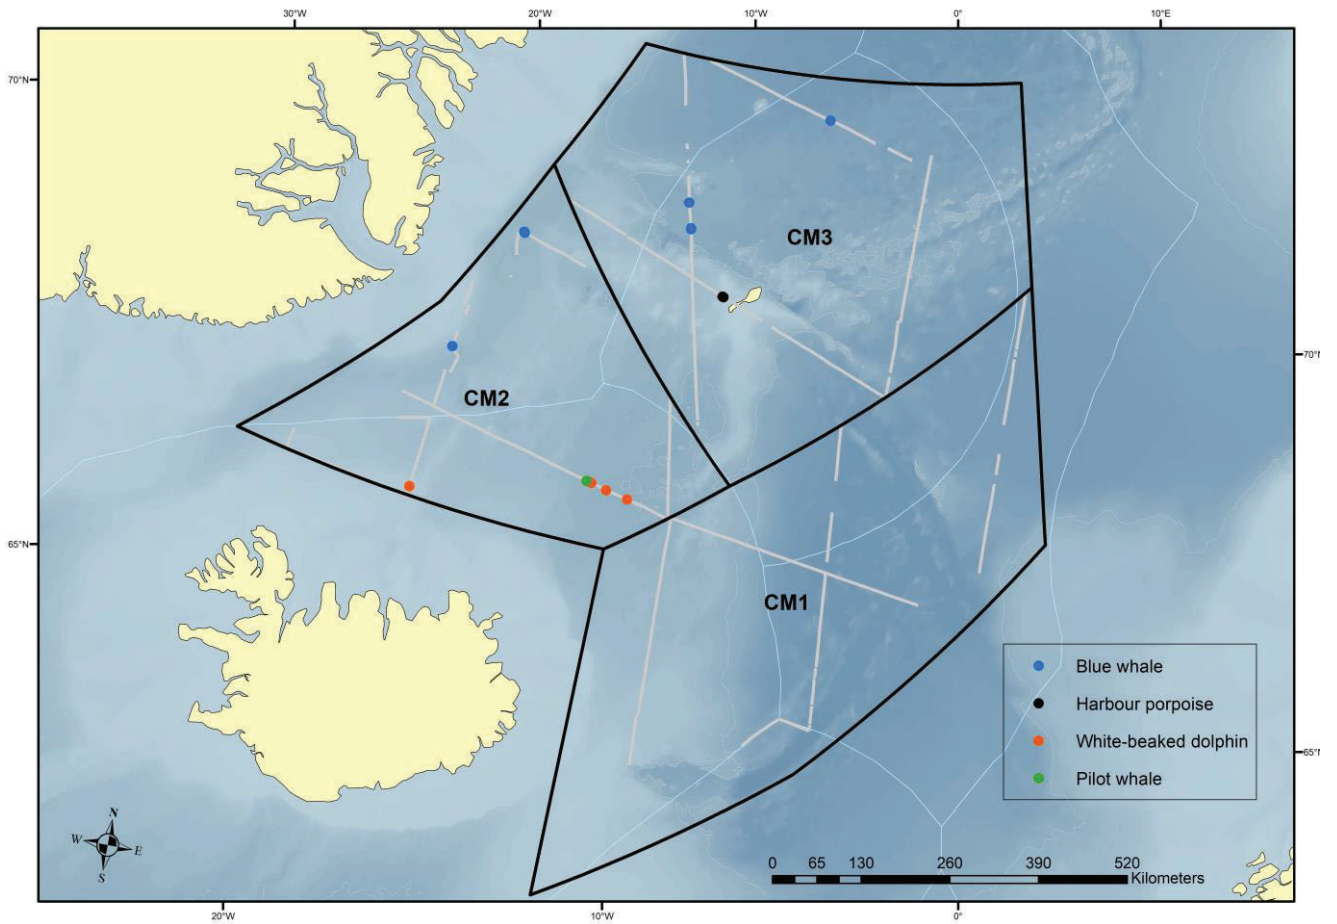 30°W 20°W 10°W 0° 10°E
70°N
CM3
70°N
CM2
65°N
CM1
Blue whale
Harbour porpoise
White-beaked dolphin
Pilot whale
65°N
N
W E
S
0 65 130 260 390 520
Kilometers
20°W 10°W 0°